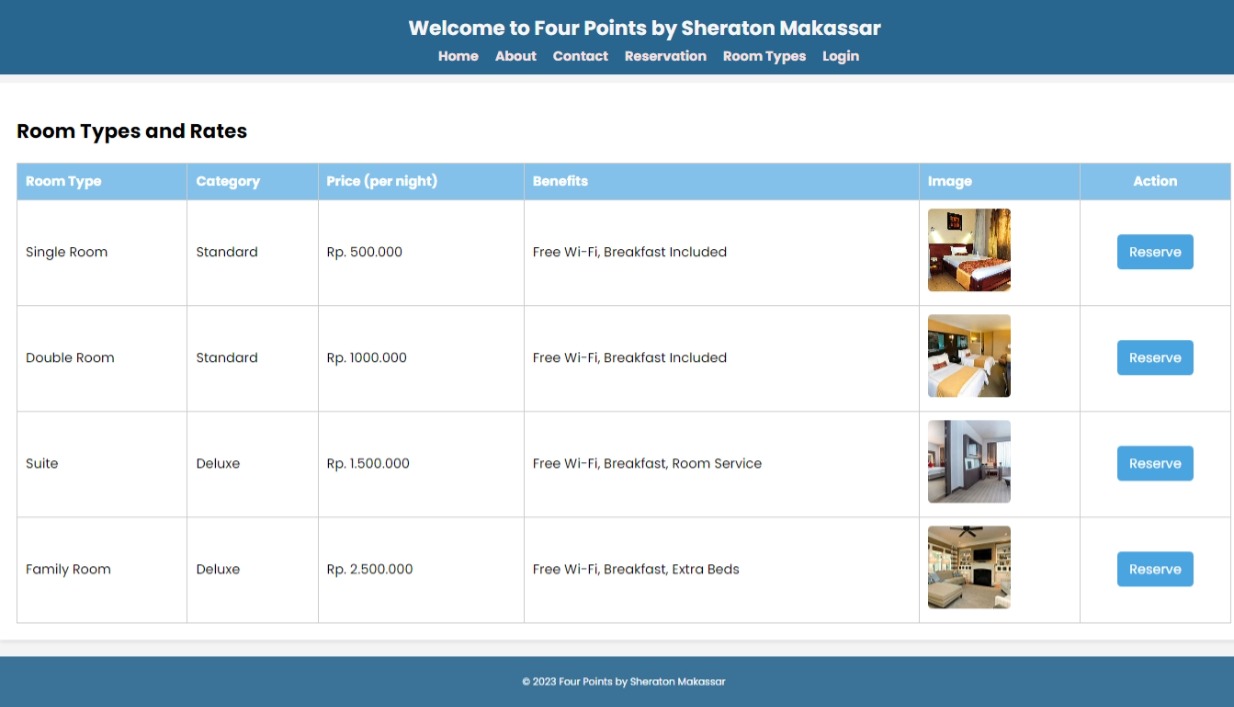 Welcome to Four Points by Sheraton Makassar
Home About Contact Reservation Room Types Login
Room Types and Rates
Room Type Category Price (per night) Benefits Image Action
Single Room Standard Rp. 500.000 Free Wi-Fi, Breakfast Included Reserve
Double Room Standard Rp. 1000.000 Free Wi-Fi, Breakfast Included Reserve
Suite Deluxe Rp. 1.500.000 Free Wi-Fi, Breakfast, Room Service Reserve
Family Room Deluxe Rp. 2.500.000 Free Wi-Fi, Breakfast, Extra Beds Reserve
© 2023 Four Points by Sheraton Makassar